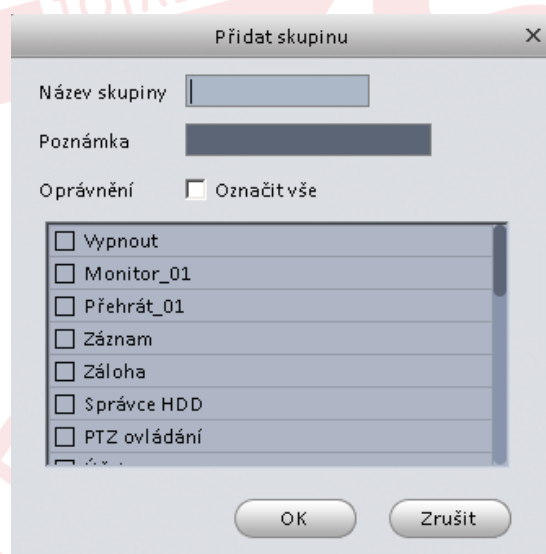 Přidat skupinu
Název skupiny
Poznámka
Oprávnění Označit vše
Vypnout
Monitor_01
Přehrát_01
Záznam
Záloha
Správce HDD
PTZ ovládání
OK Zrušit